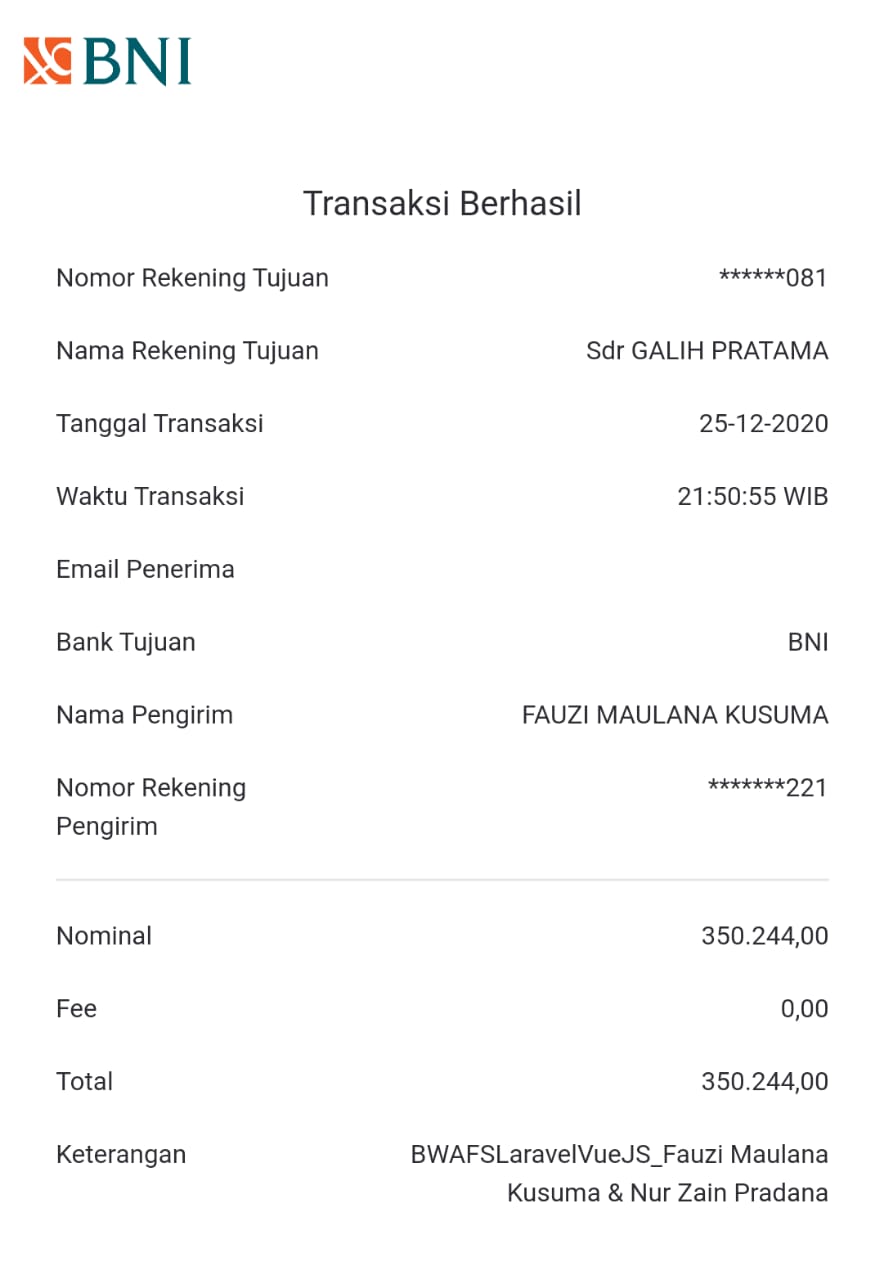 BNI
Transaksi Berhasil
Nomor Rekening Tujuan ******081
Nama Rekening Tujuan Sdr GALIH PRATAMA
Tanggal Transaksi 25-12-2020
Waktu Transaksi 21:50:55 WIB
Email Penerima
Bank Tujuan BNI
Nama Pengirim FAUZI MAULANA KUSUMA
Nomor Rekening *******221
Pengirim
Nominal 350.244,00
Fee 0,00
Total 350.244,00
Keterangan BWAFSLaravelVueJS_Fauzi Maulana
Kusuma & Nur Zain Pradana